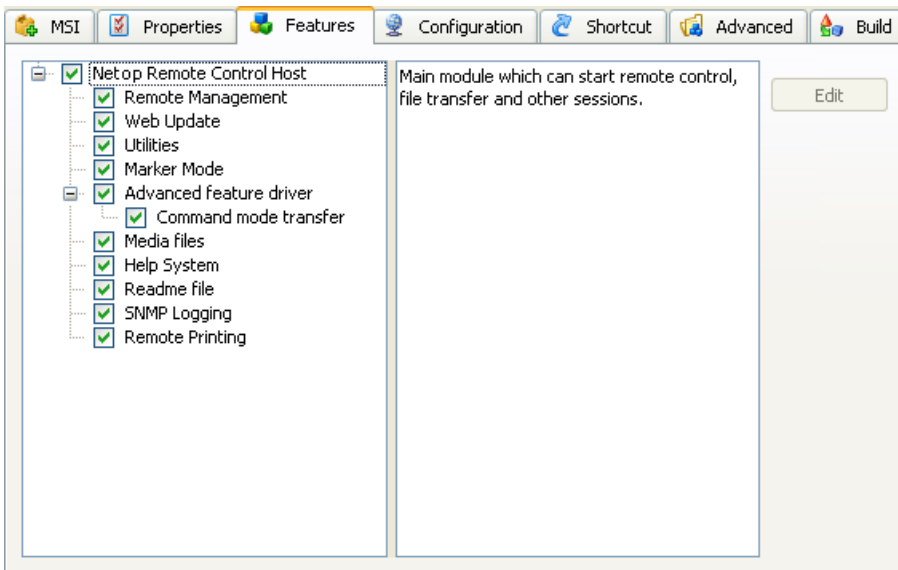 MSI Properties Features Configuration Shortcut Advanced Build
Netop Remote Control Host
Remote Management
Web Update
Utilities
Marker Mode
Advanced feature driver
Command mode transfer
Media files
Help System
Readme file
SNMP Logging
Remote Printing
Main module which can start remote control,
file transfer and other sessions.
Edit